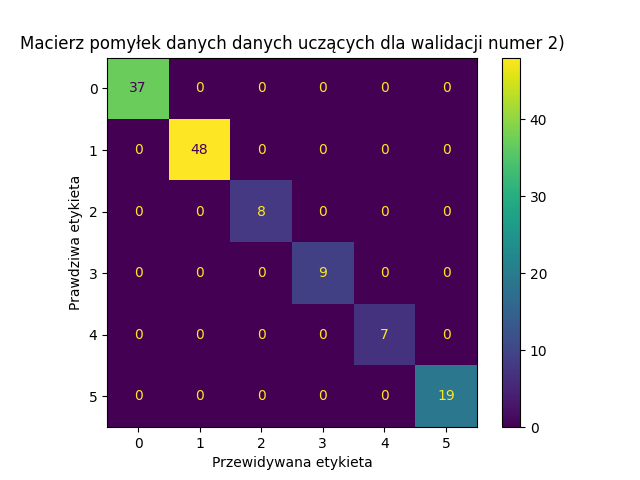 Macierz pomyłek danych danych uczących dla walidacji numer 2)
0 37 0 0 0 0 0
1 0 48 0 0 0 0
2 0 0 8 0 0 0
3 0 0 0 9 0 0
4 0 0 0 0 7 0
5 0 0 0 0 0 19
0 1 2 3 4 5
Przewidywana etykieta
Prawdziwa etykieta
40
30
20
10
0